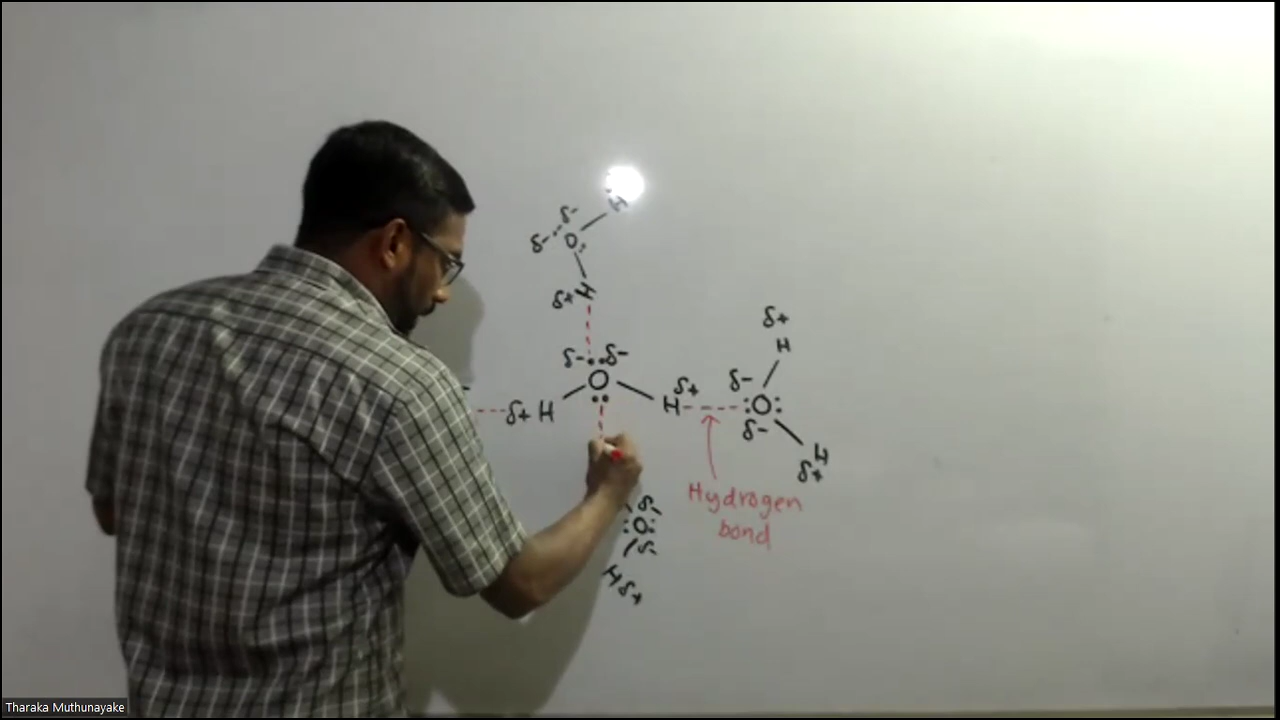 H
δ-
δ- O
δ+ H
δ+
δ- δ-
H
O
δ+
δ-
δ+ H
H
:O:
δ-
Hydrogen
bond
H
δ+
δ-
:O:
δ-
H δ+
Tharaka Muthunayake